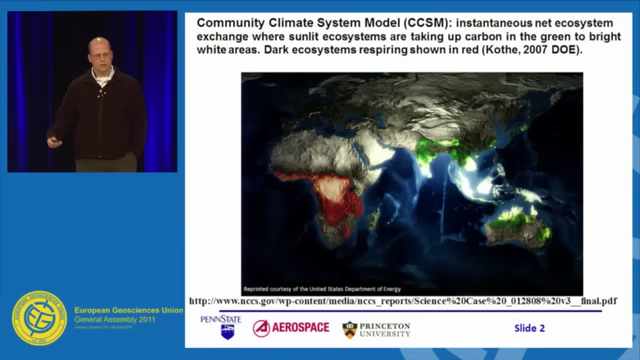 Community Climate System Model (CCSM): instantaneous net ecosystem
exchange where sunlit ecosystems are taking up carbon in the green to bright
white areas. Dark ecosystems respiring shown in red (Kothe, 2007 DOE).
Reprinted courtesy of the United States Department of Energy
http://www.nccs.gov/wp-content/media/nccs_reports/Science%20Case%20_012808%20v3__final.pdf
European Geosciences Union
General Assembly 2011
PENNSTATE
AEROSPACE
PRINCETON
UNIVERSITY
Slide 2